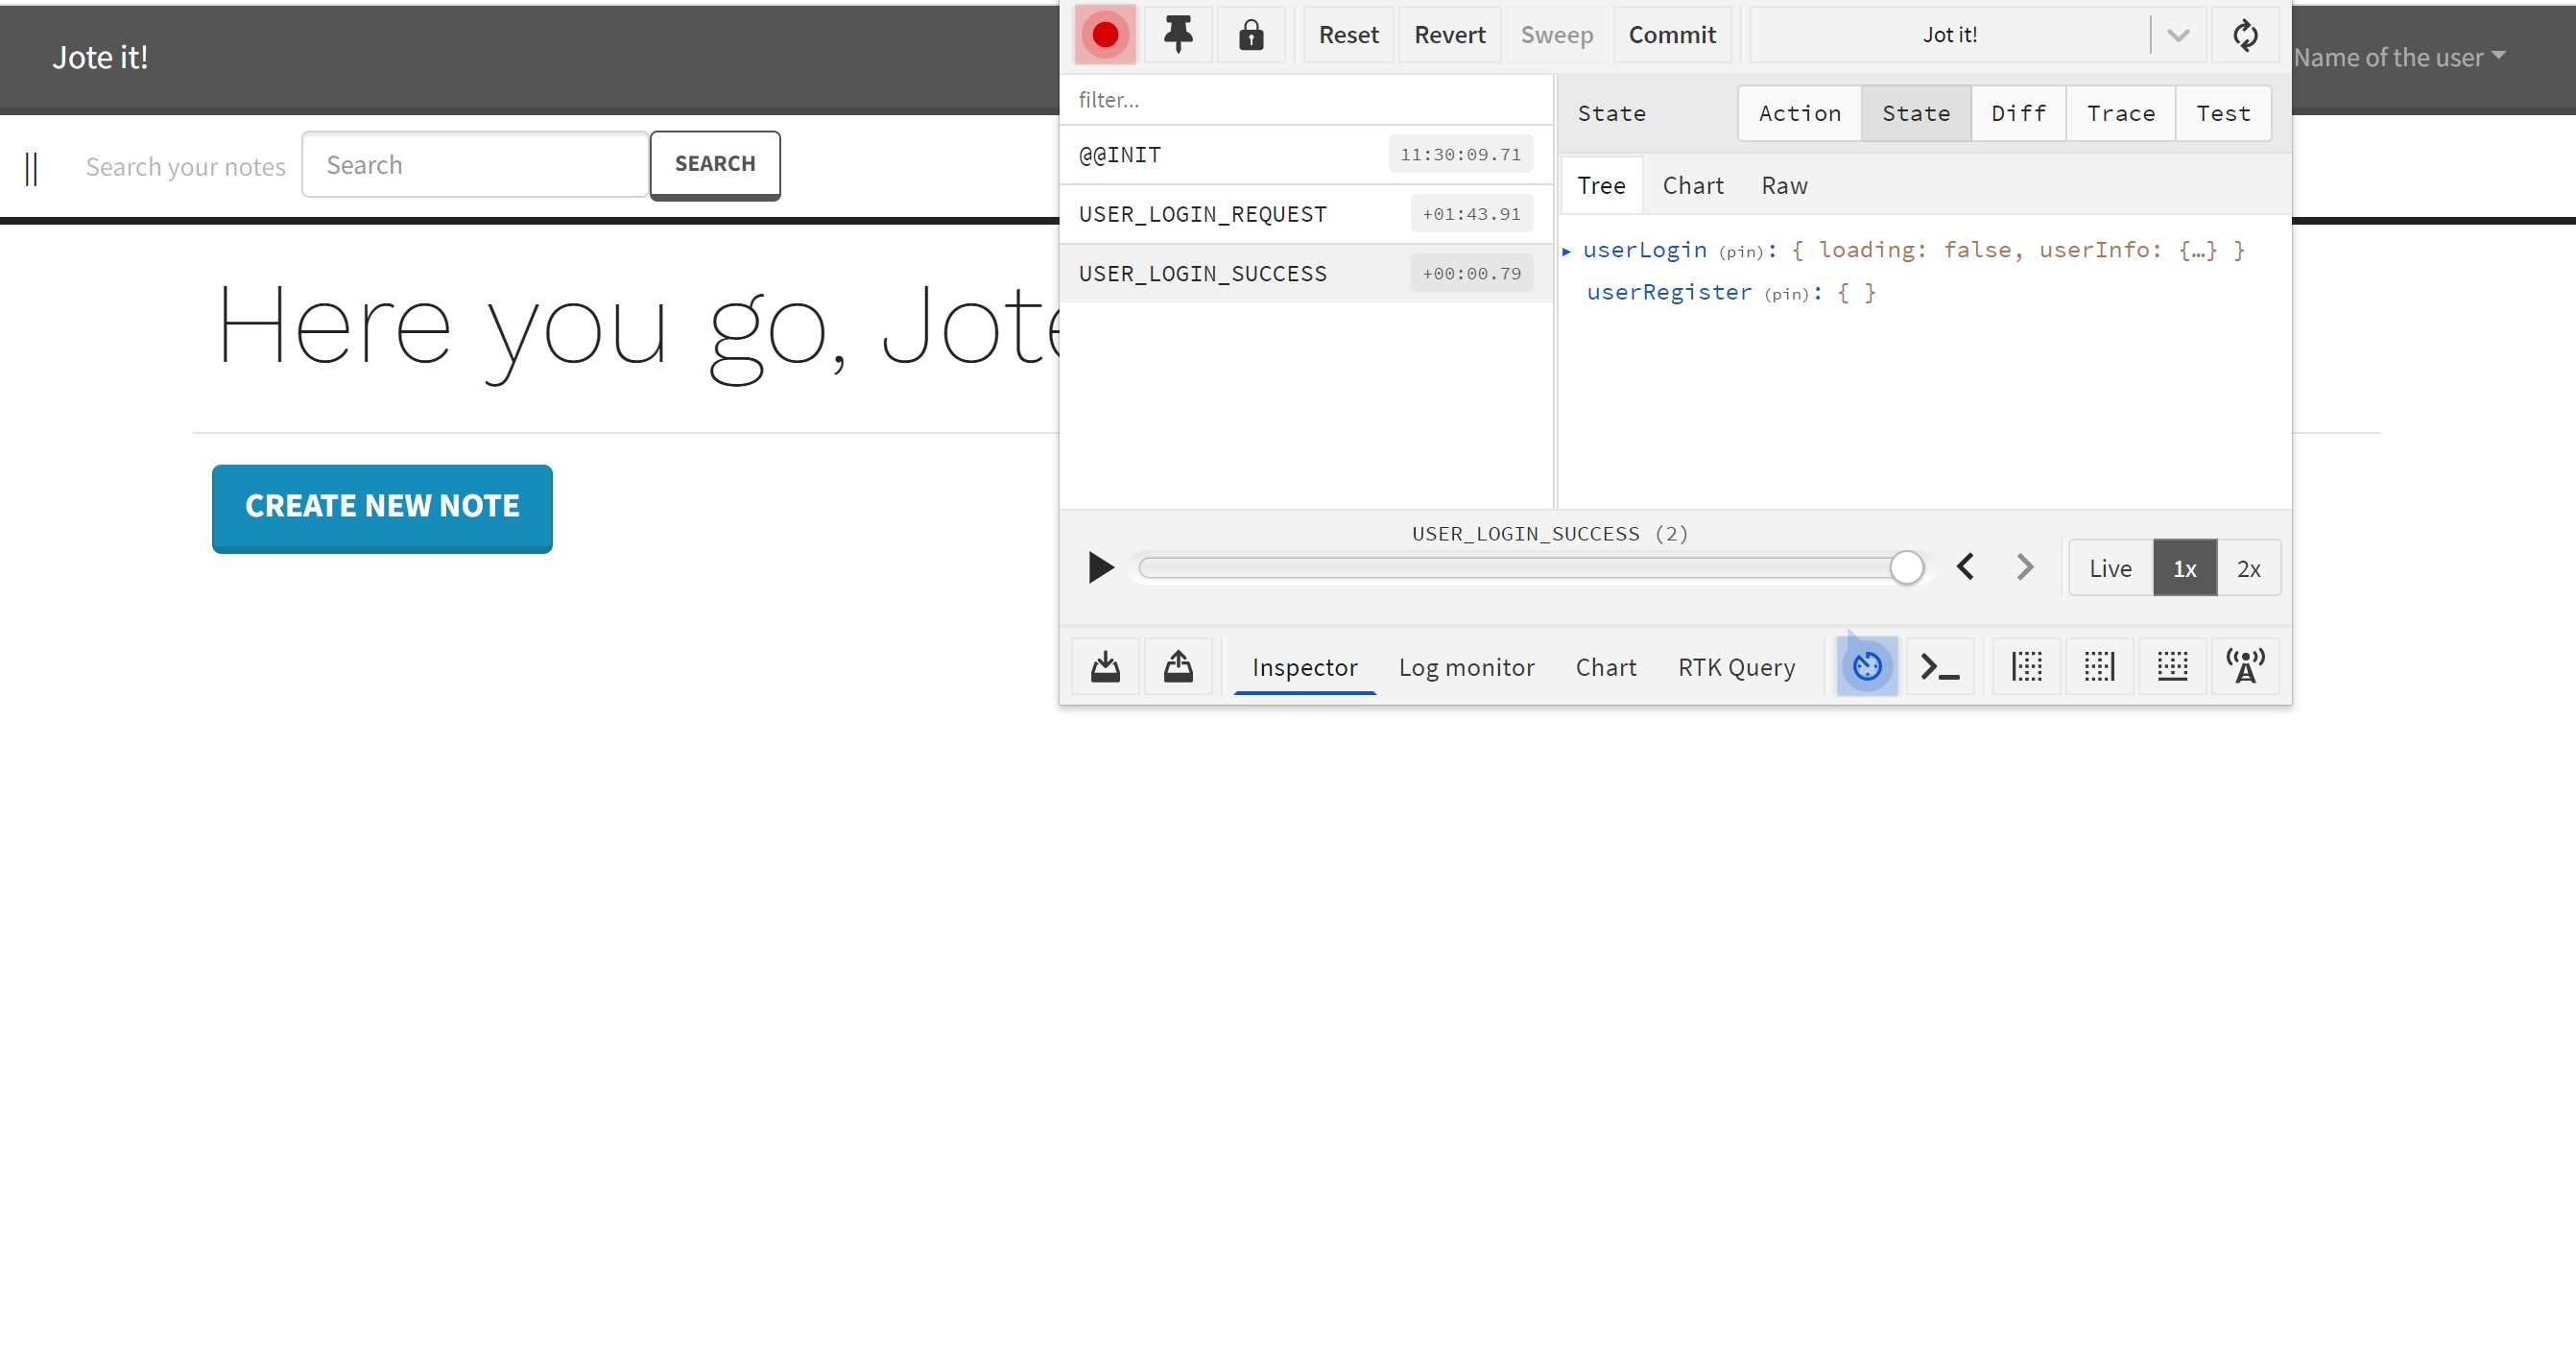 Jote it!
Name of the user
|| Search your notes Search SEARCH
Here you go, Jote
CREATE NEW NOTE
Reset Revert Sweep Commit Jot it!
filter...
@@INIT 11:30:09.71
USER_LOGIN_REQUEST +01:43.91
USER_LOGIN_SUCCESS +00:00.79
State Action State Diff Trace Test
Tree Chart Raw
userLogin (pin): { loading: false, userInfo: {…} }
userRegister (pin): { }
USER_LOGIN_SUCCESS (2)
Live 1x 2x
Inspector Log monitor Chart RTK Query